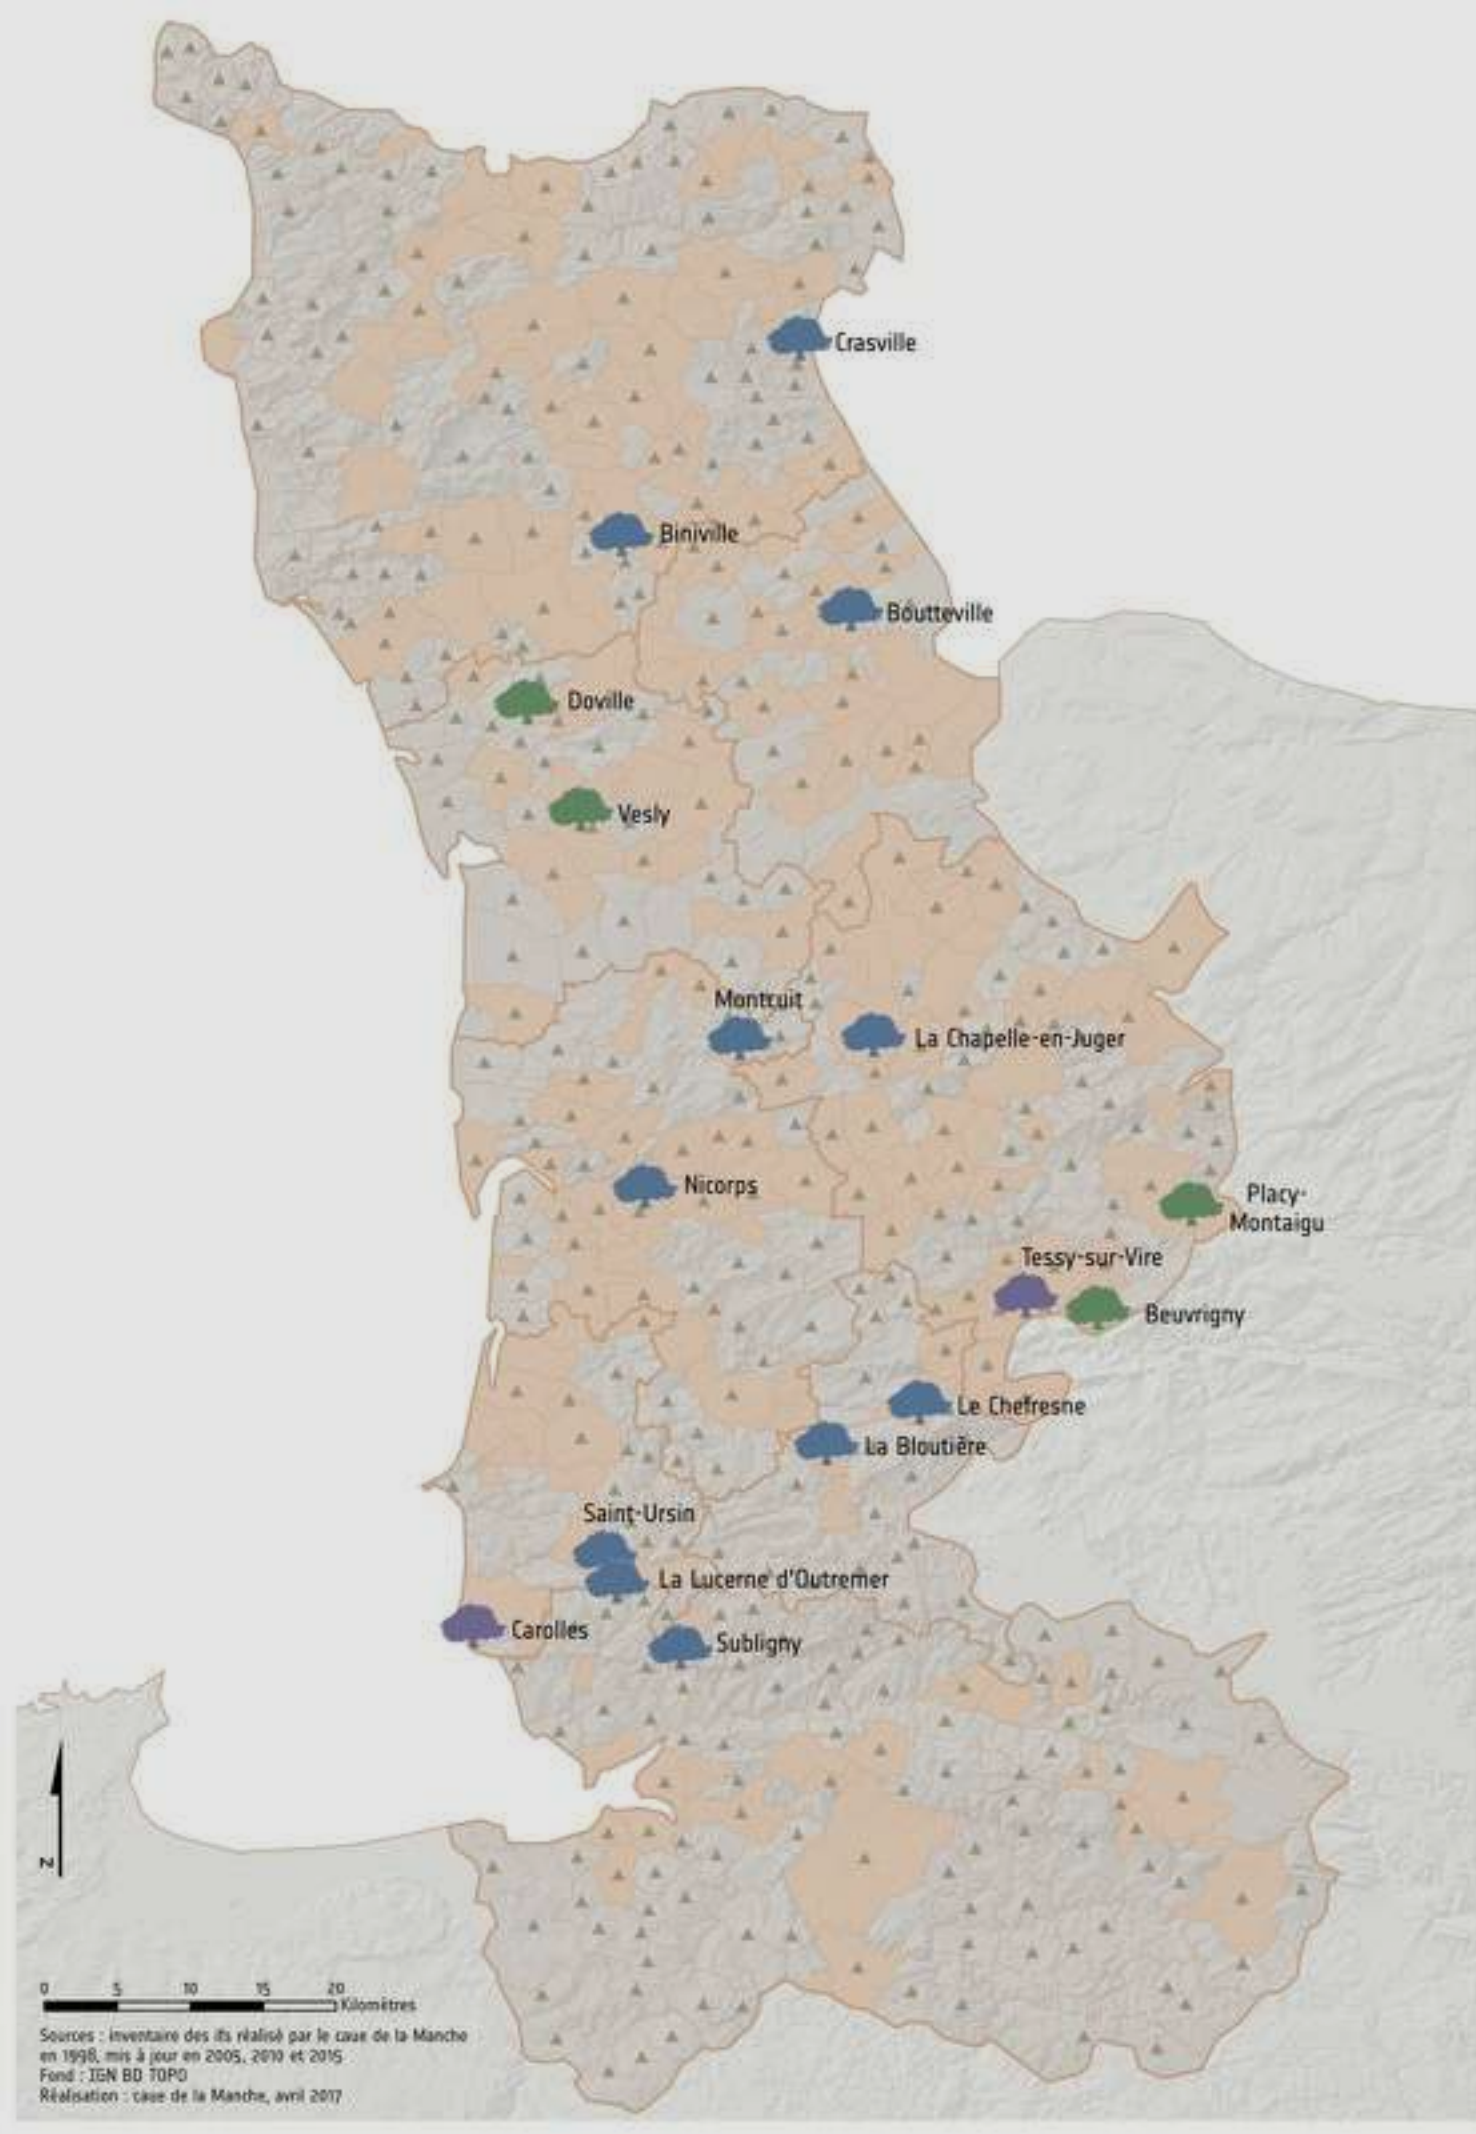 Crasville
Biniville
Boutteville
Doville
Vesly
Montcuit
La Chapelle-en-Juger
Nicorps
Placy-
Montaigu
Tessy-sur-Vire
Beuvrigny
Le Chefresne
La Bloutière
Saint-Ursin
La Lucerne d'Outremer
Carolles
Subligny
N
0 5 10 15 20
Kilomètres
Sources : inventaire des ifs réalisé par le caue de la Manche
en 1998, mis à jour en 2005, 2010 et 2015
Fond : IGN BD TOPO
Réalisation : caue de la Manche, avril 2017